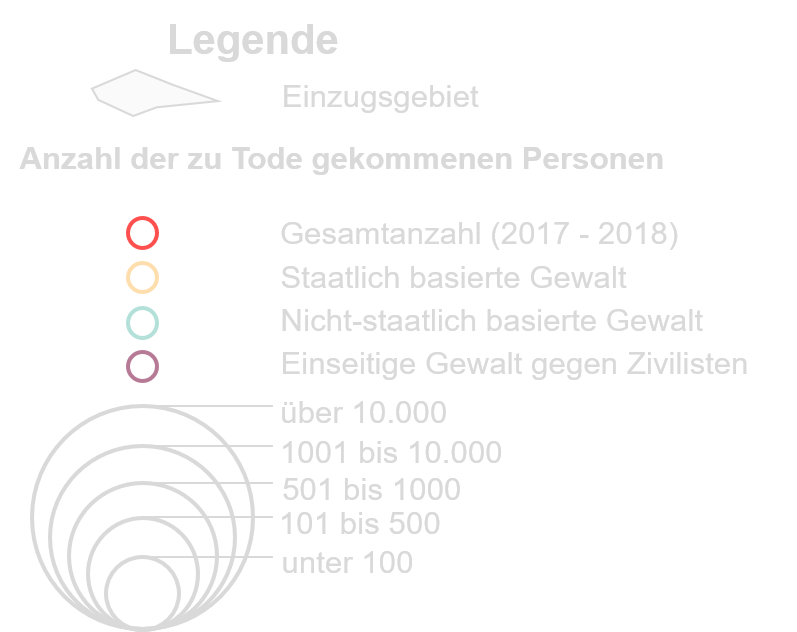 Legende
Einzugsgebiet
Anzahl der zu Tode gekommenen Personen
Gesamtanzahl (2017 - 2018)
Staatlich basierte Gewalt
Nicht-staatlich basierte Gewalt
Einseitige Gewalt gegen Zivilisten
über 10.000
1001 bis 10.000
501 bis 1000
101 bis 500
unter 100